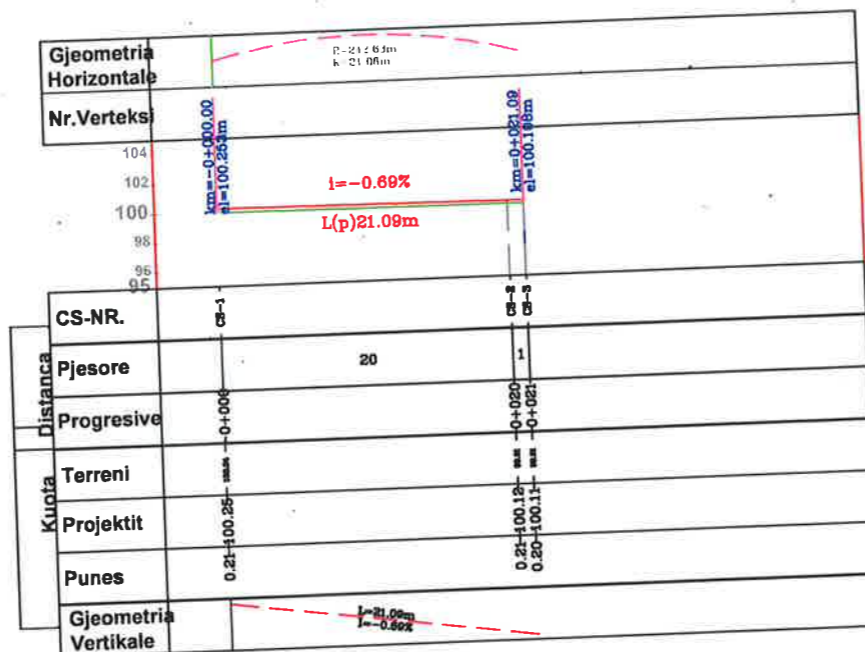 Gjeometria
Horizontale
Nr.Verteksi
km=-0+000.00
el=100.253m
km=0+021.09
el=100.108m
104
102
100
98
96
95
i=-0.69%
L(p)21.09m
CS-NR.
CS-1
CS-2
CS-3
Distanca
Pjesore
20
1
Progresive
0+000
0+020
0+021
Kuota
Terreni
Projektit
100.25
100.12
100.11
Punes
0.21
0.21
0.20
Gjeometria
Vertikale
L=21.09m
i=-0.69%